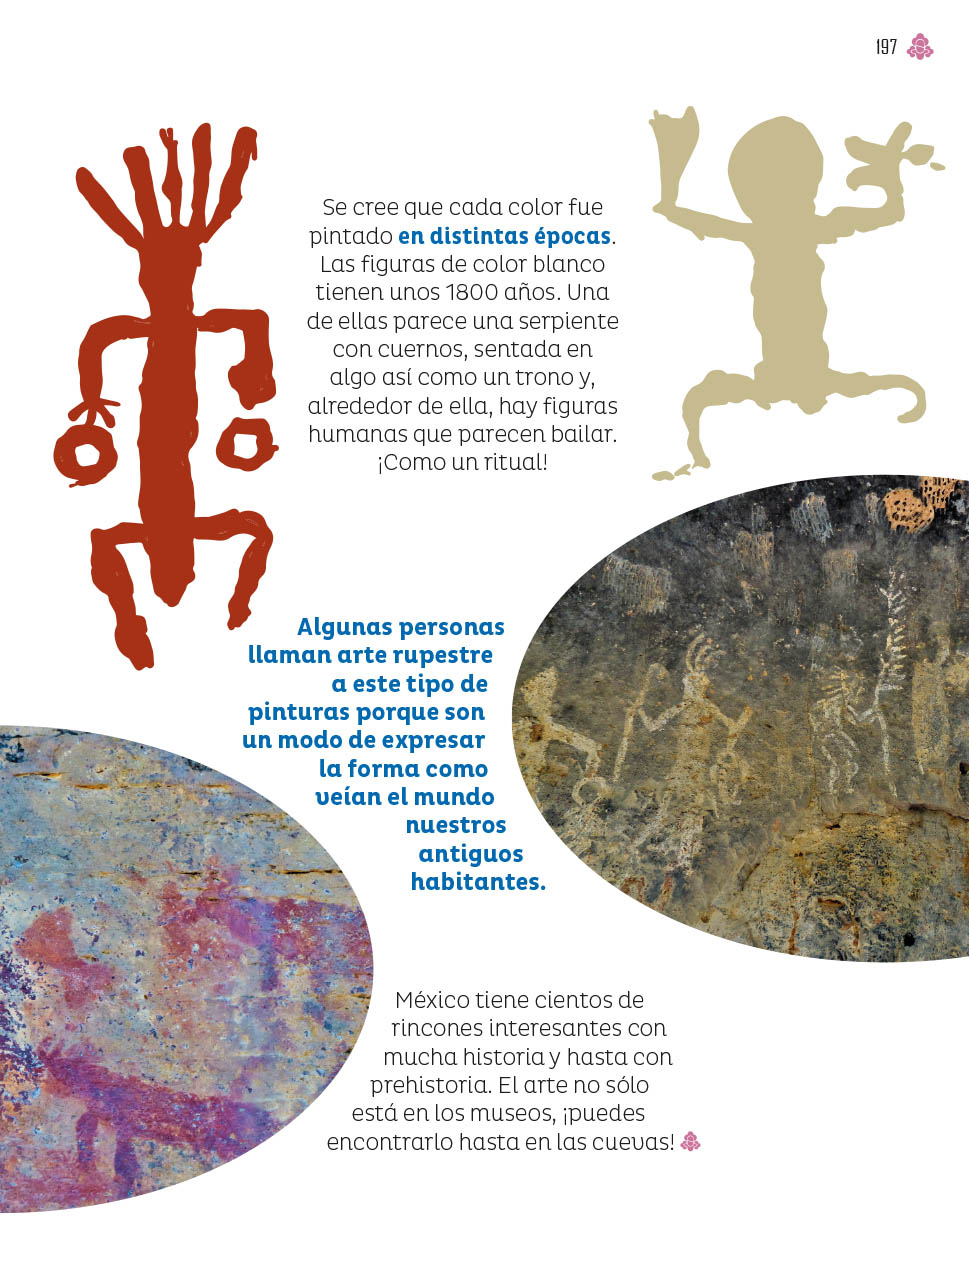 197
Se cree que cada color fue
pintado en distintas épocas.
Las figuras de color blanco
tienen unos 1800 años. Una
de ellas parece una serpiente
con cuernos, sentada en
algo así como un trono y,
alrededor de ella, hay figuras
humanas que parecen bailar.
¡Como un ritual!
Algunas personas
llaman arte rupestre
a este tipo de
pinturas porque son
un modo de expresar
la forma como
veían el mundo
nuestros
antiguos
habitantes.
México tiene cientos de
rincones interesantes con
mucha historia y hasta con
prehistoria. El arte no sólo
está en los museos, ¡puedes
encontrarlo hasta en las cuevas!